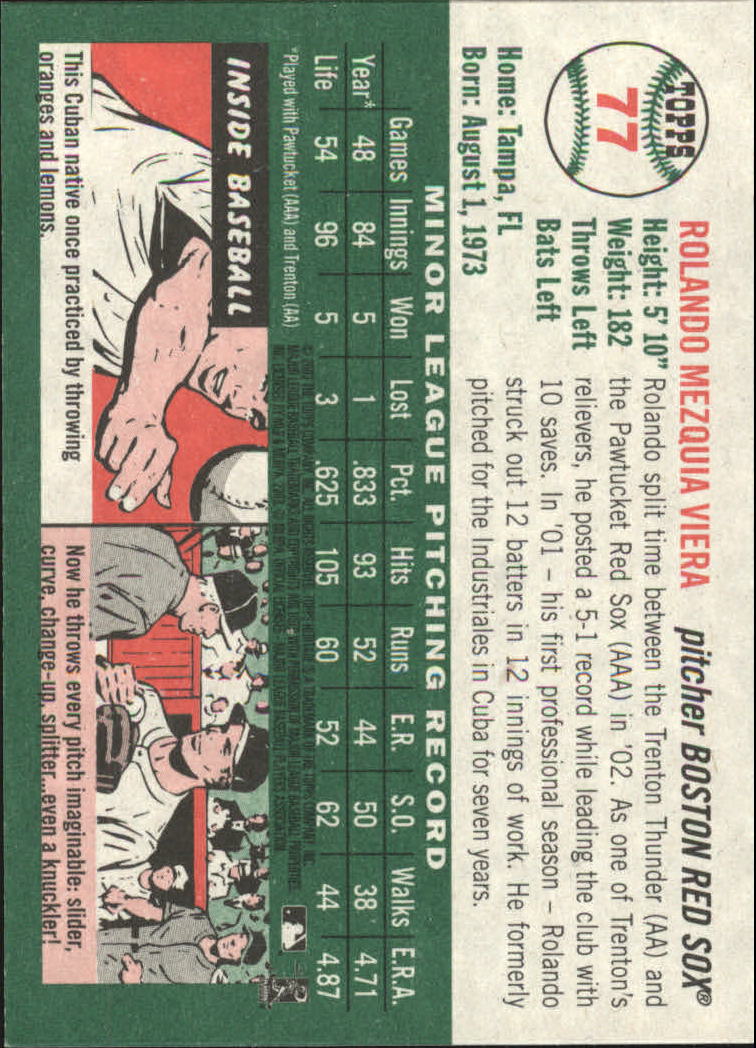 TOPPS
77
ROLANDO MEZQUIA VIERA pitcher BOSTON RED SOX®
Height: 5' 10"
Weight: 182
Throws Left
Bats Left
Home: Tampa, FL
Born: August 1, 1973
Rolando split time between the Trenton Thunder (AA) and
the Pawtucket Red Sox (AAA) in '02. As one of Trenton's
relievers, he posted a 5-1 record while leading the club with
10 saves. In '01 – his first professional season – Rolando
struck out 12 batters in 12 innings of work. He formerly
pitched for the Industriales in Cuba for seven years.
MINOR LEAGUE PITCHING RECORD
Games Innings Won Lost Pct. Hits Runs E.R. S.O. Walks E.R.A.
Year* 48 84 5 1 .833 93 52 44 50 38 4.71
Life 54 96 5 3 .625 105 60 52 62 44 4.87
*Played with Pawtucket (AAA) and Trenton (AA)
INSIDE BASEBALL
This Cuban native once practiced by throwing
oranges and lemons.
Now he throws every pitch imaginable: slider,
curve, change-up, splitter...even a knuckler!